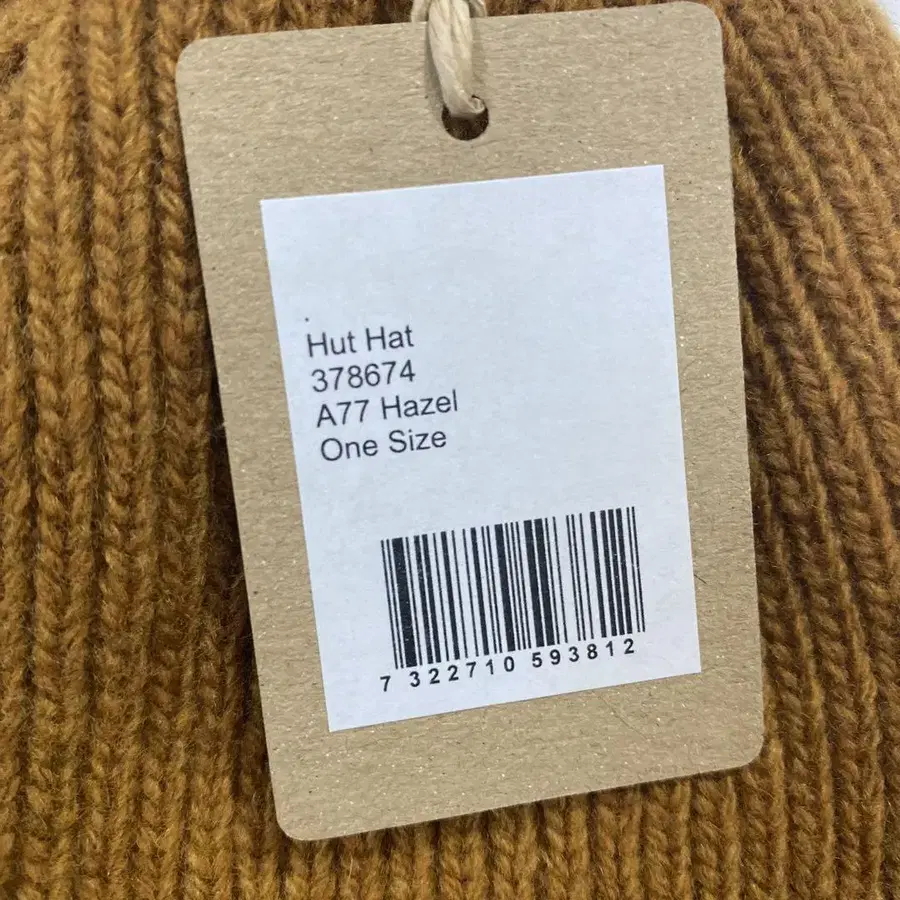 Hut Hat
378674
A77 Hazel
One Size
7 322710 593812